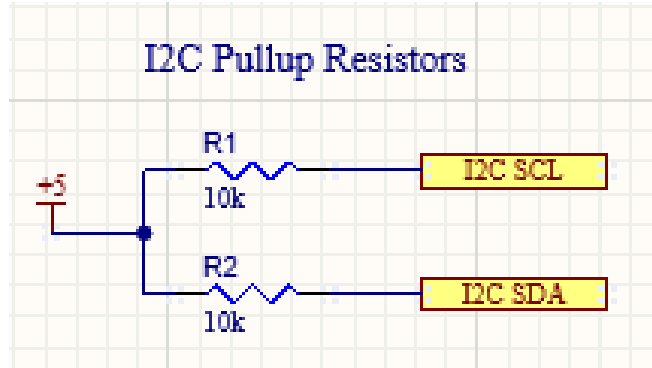 I2C Pullup Resistors
R1
I2C SCL
10k
+5
R2
I2C SDA
10k